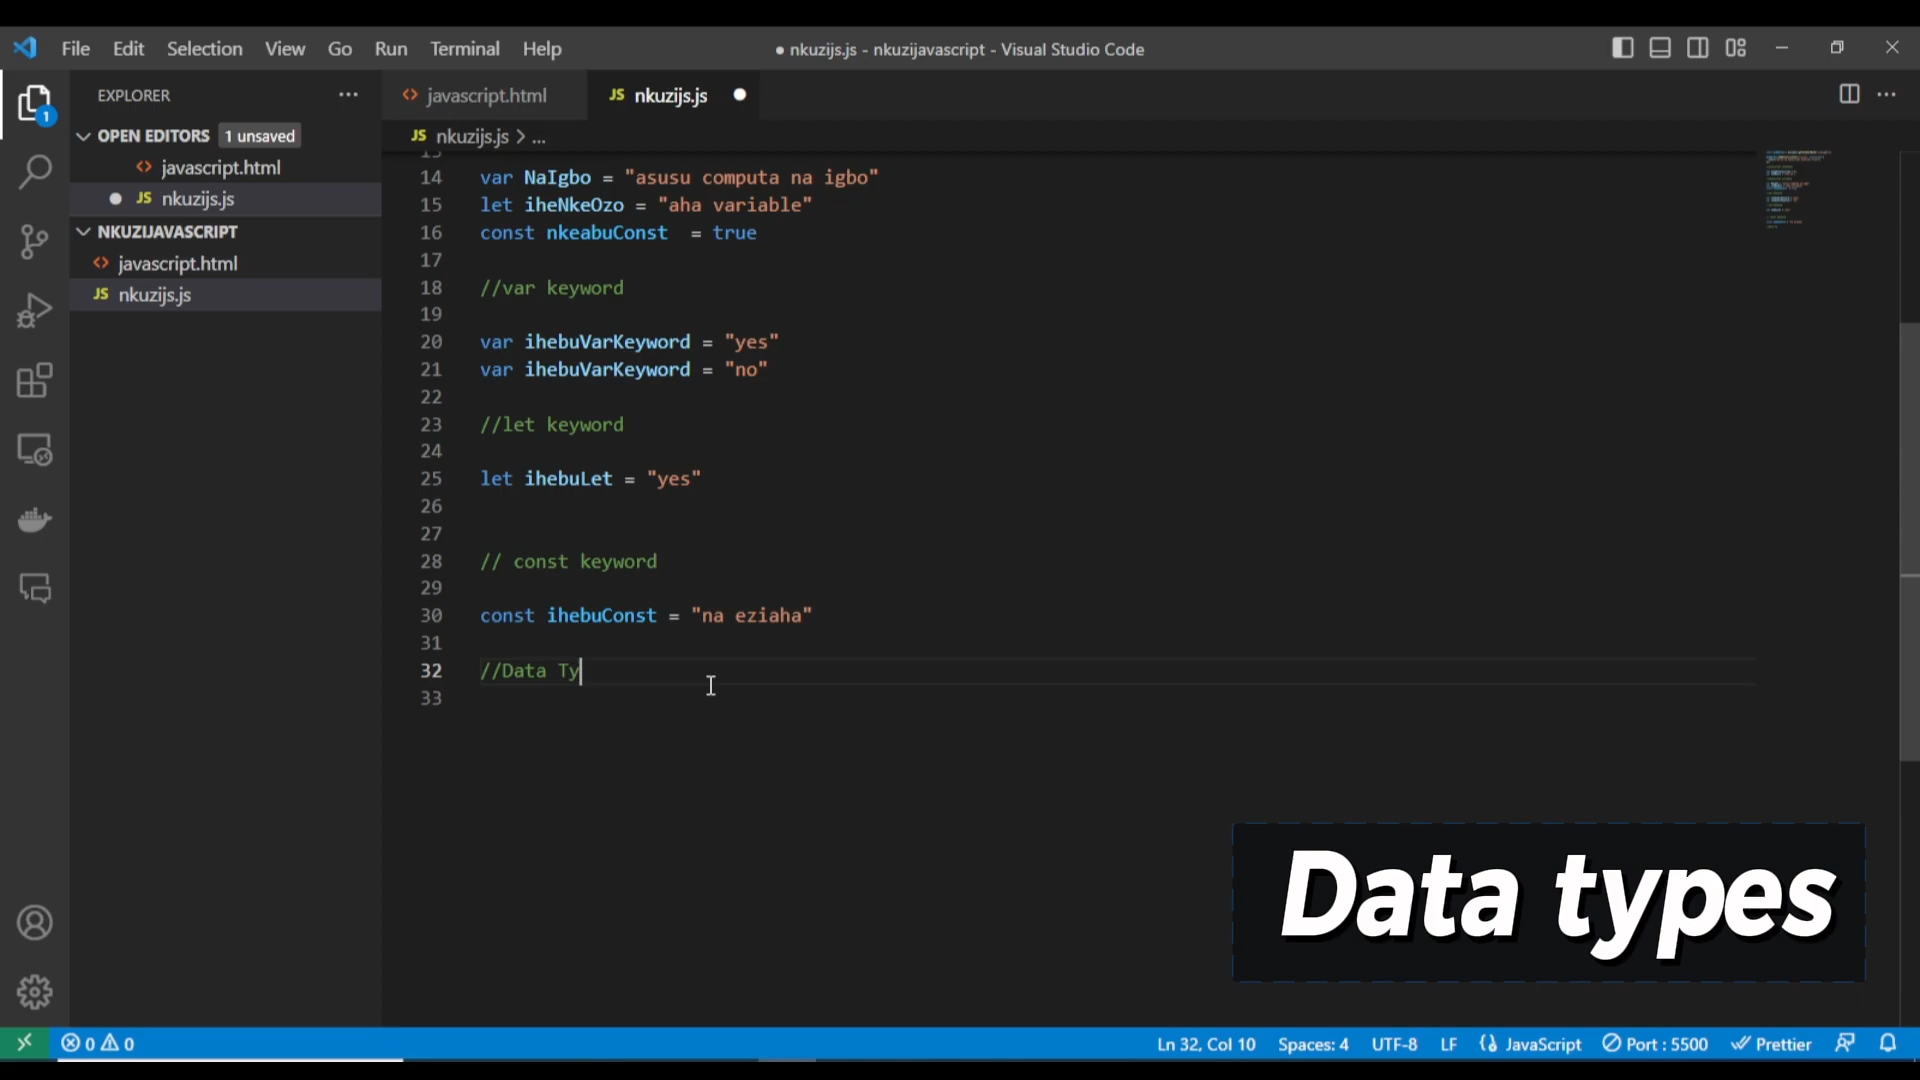 File Edit Selection View Go Run Terminal Help
● nkuzijs.js - nkuzijavascript - Visual Studio Code
EXPLORER
1
OPEN EDITORS 1 unsaved
javascript.html
JS nkuzijs.js
NKUZIJAVASCRIPT
javascript.html
JS nkuzijs.js
javascript.html JS nkuzijs.js
JS nkuzijs.js > ...
14 var NaIgbo = "asusu computa na igbo"
15 let iheNkeOzo = "aha variable"
16 const nkeabuConst  = true
17
18 //var keyword
19
20 var ihebuVarKeyword = "yes"
21 var ihebuVarKeyword = "no"
22
23 //let keyword
24
25 let ihebuLet = "yes"
26
27
28 // const keyword
29
30 const ihebuConst = "na eziaha"
31
32 //Data Ty
33
Data types
0 0
Ln 32, Col 10 Spaces: 4 UTF-8 LF JavaScript Port : 5500 Prettier